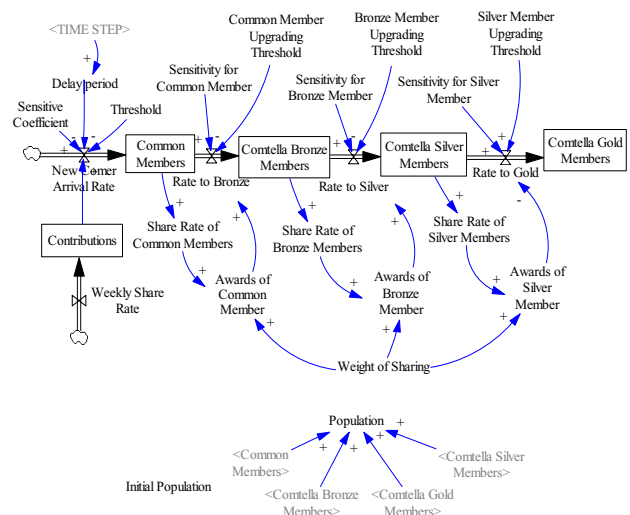 <TIME STEP>
Common Member
Upgrading
Threshold
Bronze Member
Upgrading
Threshold
Silver Member
Upgrading
Threshold
+
Delay period
Sensitivity for
Common Member
Sensitivity for
Bronze Member
Sensitivity for Silver
Member
Sensitive
Coefficient
Threshold
+
-
-
+
-
+
-
+
+
Common
Members
Comtella Bronze
Members
Comtella Silver
Members
Comtella Gold
Members
New Comer
Arrival Rate
Rate to Bronze
Rate to Silver
Rate to Gold
+
+
+
+
+
+
-
Contributions
Share Rate of
Common Members
Share Rate of
Bronze Members
Share Rate of
Silver Members
+
+
+
Weekly Share
Rate
Awards of
Common
Member
Awards of
Bronze
Member
Awards of
Silver
Member
+
+
+
Weight of Sharing
Population
+
+
+
+
<Common
Members>
<Comtella Silver
Members>
Initial Population
<Comtella Bronze
Members>
<Comtella Gold
Members>